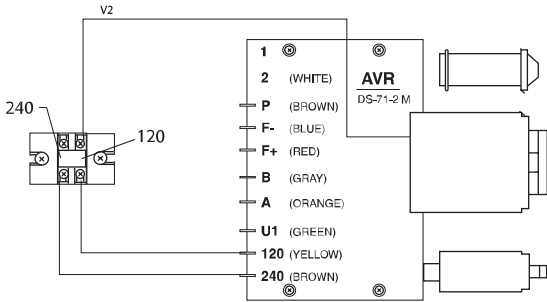 V2
1
2 (WHITE)
AVR
DS-71-2 M
P (BROWN)
240
F- (BLUE)
120
F+ (RED)
B (GRAY)
A (ORANGE)
U1 (GREEN)
120 (YELLOW)
240 (BROWN)